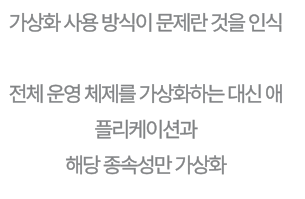 가상화 사용 방식이 문제란 것을 인식
전체 운영 체제를 가상화하는 대신 애
플리케이션과
해당 종속성만 가상화